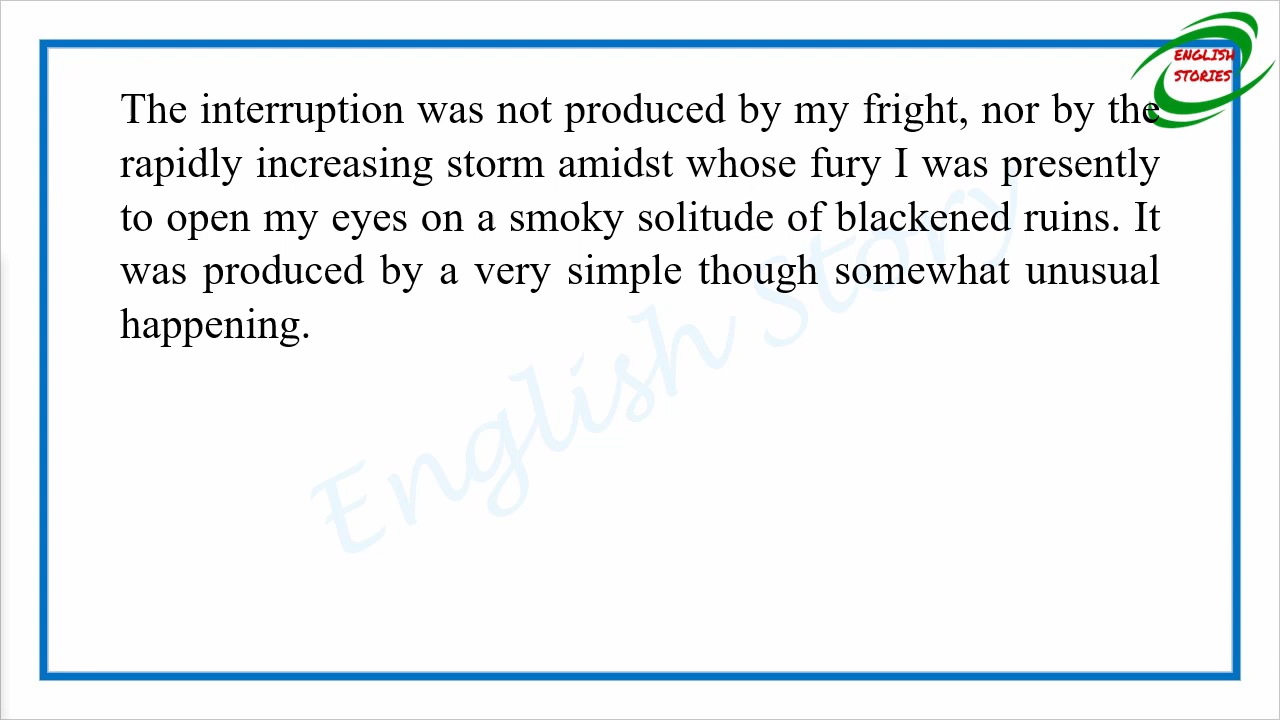 ENGLISH
STORIES
The interruption was not produced by my fright, nor by the
rapidly increasing storm amidst whose fury I was presently
to open my eyes on a smoky solitude of blackened ruins. It
was produced by a very simple though somewhat unusual
happening.
English Story